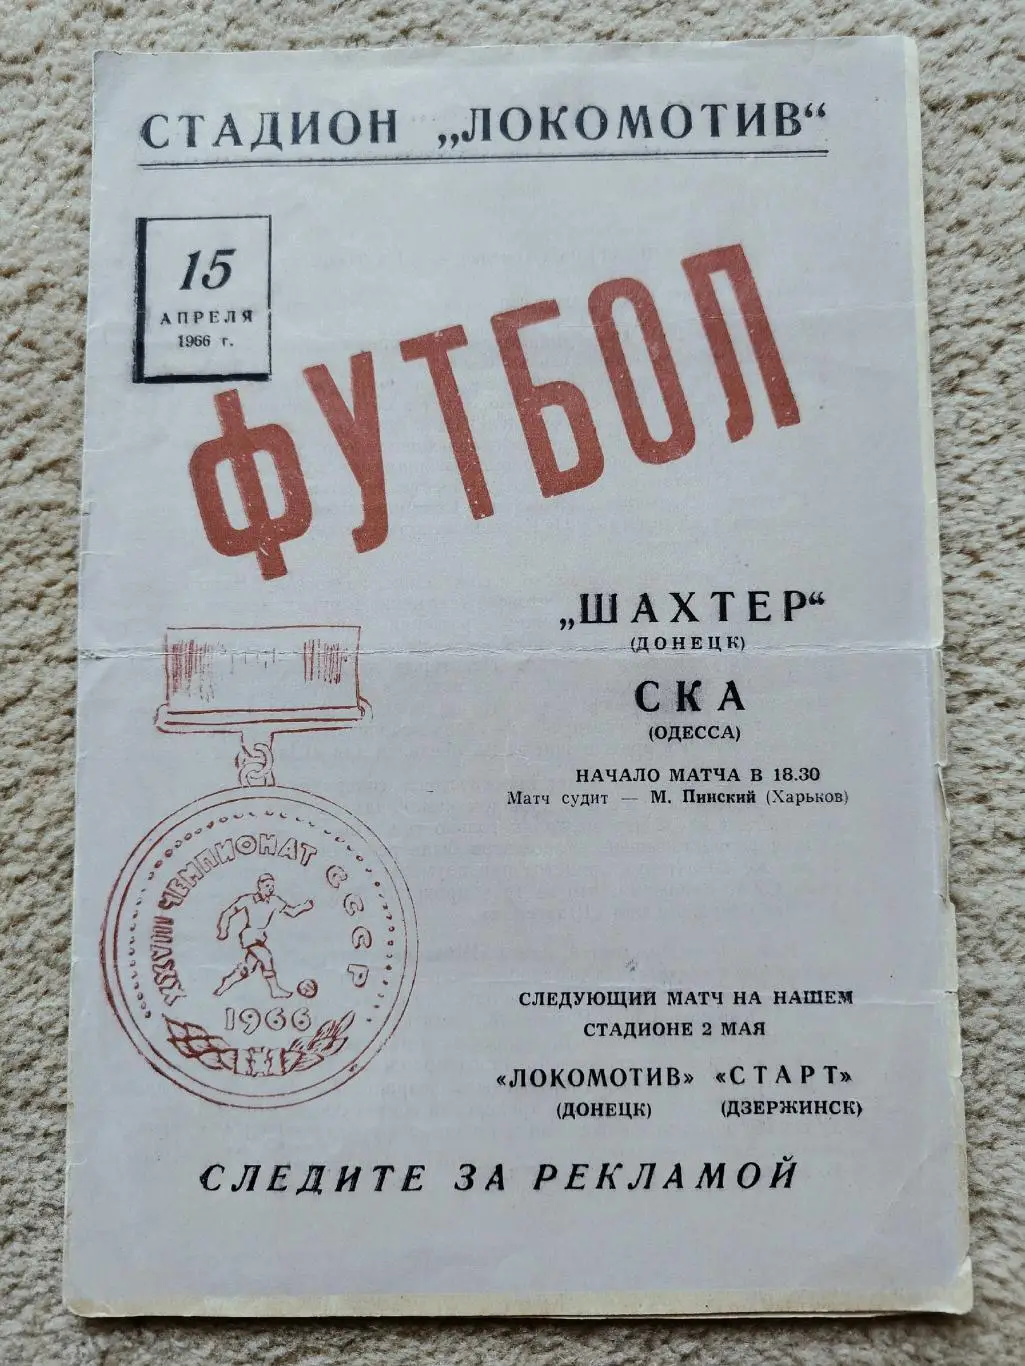 СТАДИОН „ЛОКОМОТИВ“
15
АПРЕЛЯ
1966 г.
ФУТБОЛ
„ШАХТЕР“
(ДОНЕЦК)
СКА
(ОДЕССА)
НАЧАЛО МАТЧА В 18.30
Матч судит — М. Пинский (Харьков)
XXVIII ЧЕМПИОНАТ СССР
1966
СЛЕДУЮЩИЙ МАТЧ НА НАШЕМ
СТАДИОНЕ 2 МАЯ
«ЛОКОМОТИВ» «СТАРТ»
(ДОНЕЦК) (ДЗЕРЖИНСК)
СЛЕДИТЕ ЗА РЕКЛАМОЙ